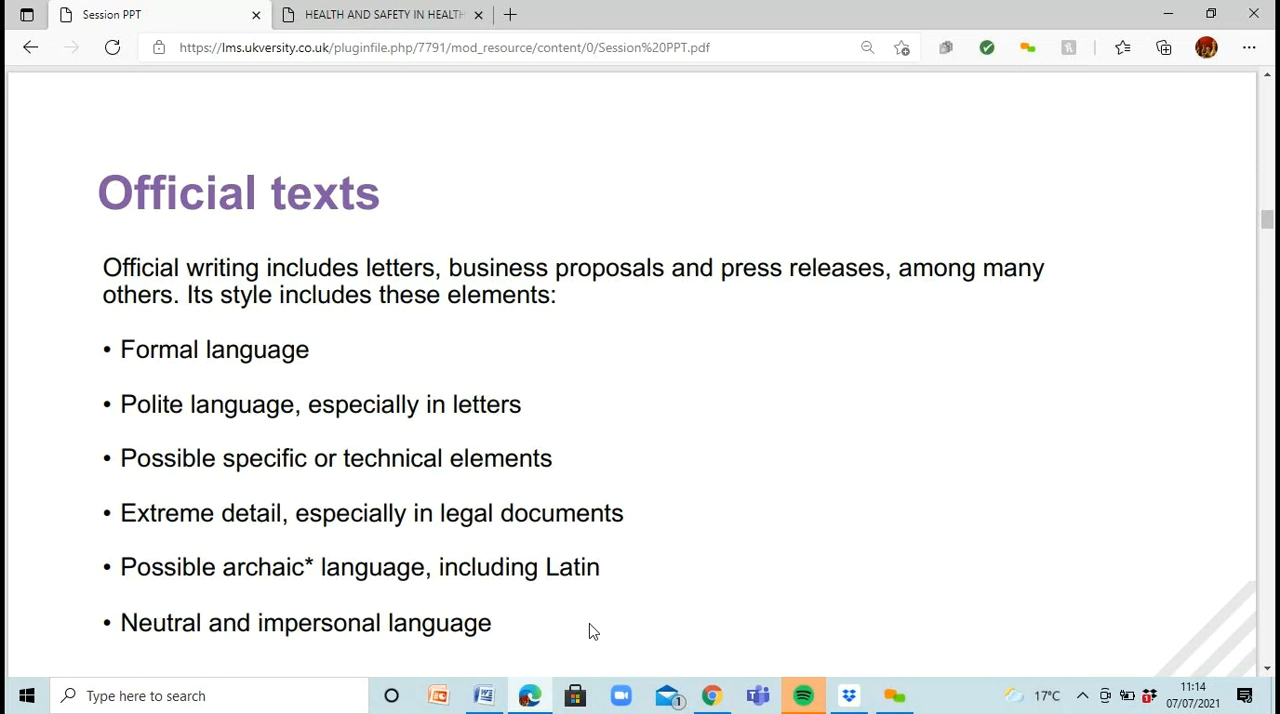 Session PPT
HEALTH AND SAFETY IN HEALTH
https://lms.ukversity.co.uk/pluginfile.php/7791/mod_resource/content/0/Session%20PPT.pdf
Official texts
Official writing includes letters, business proposals and press releases, among many
others. Its style includes these elements:
• Formal language
• Polite language, especially in letters
• Possible specific or technical elements
• Extreme detail, especially in legal documents
• Possible archaic* language, including Latin
• Neutral and impersonal language
Type here to search
1
17°C
11:14
07/07/2021